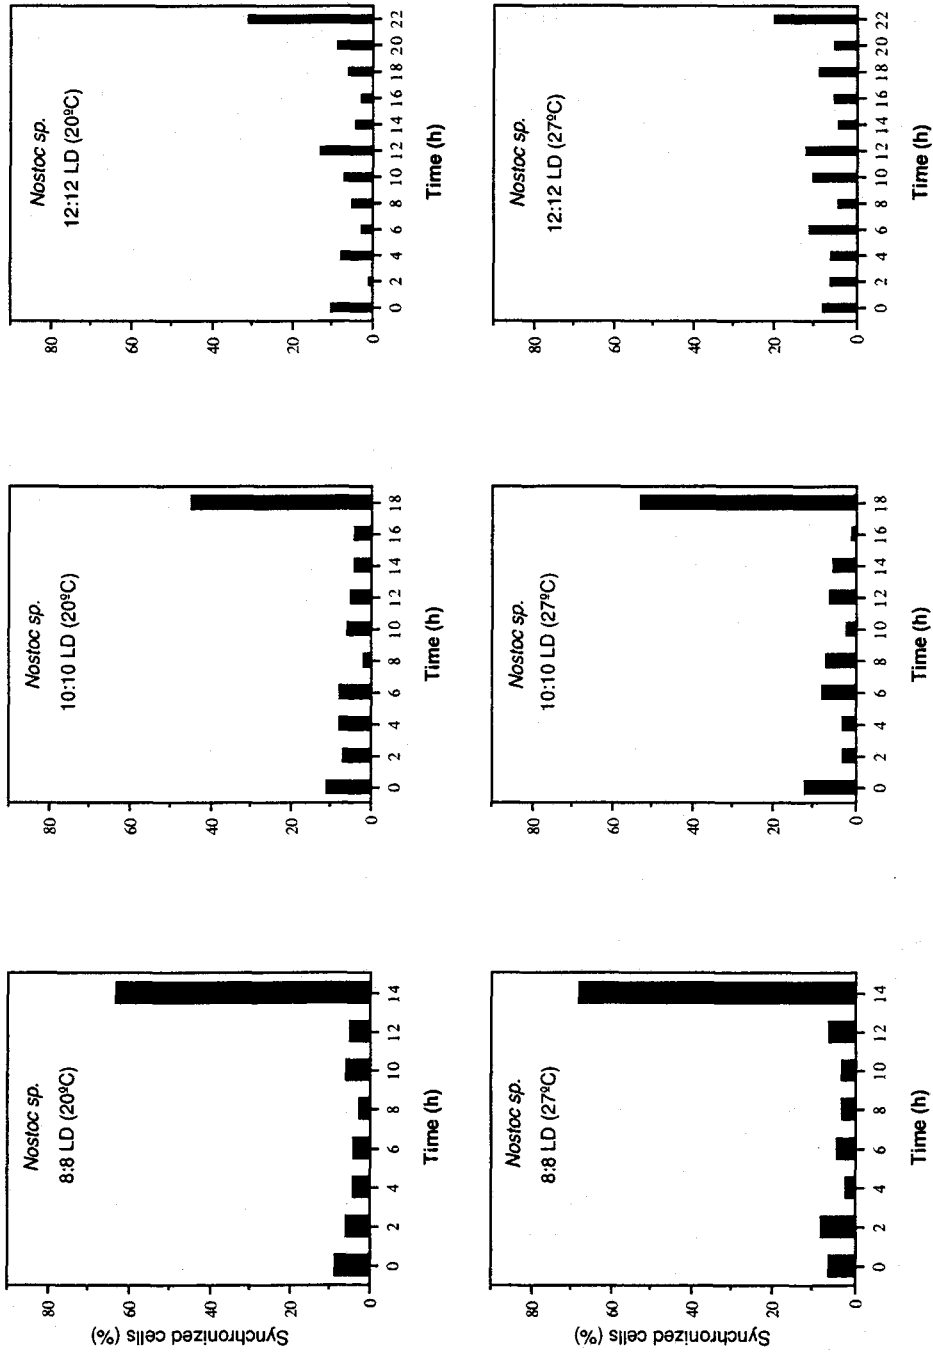 Nostoc sp.
8:8 LD (20ºC)
Synchronized cells (%)
80
60
40
20
0
0 2 4 6 8 10 12 14
Time (h)
Nostoc sp.
10:10 LD (20ºC)
80
60
40
20
0
0 2 4 6 8 10 12 14 16 18
Time (h)
Nostoc sp.
12:12 LD (20ºC)
80
60
40
20
0
0 2 4 6 8 10 12 14 16 18 20 22
Time (h)
Nostoc sp.
8:8 LD (27ºC)
Synchronized cells (%)
80
60
40
20
0
0 2 4 6 8 10 12 14
Time (h)
Nostoc sp.
10:10 LD (27ºC)
80
60
40
20
0
0 2 4 6 8 10 12 14 16 18
Time (h)
Nostoc sp.
12:12 LD (27ºC)
80
60
40
20
0
0 2 4 6 8 10 12 14 16 18 20 22
Time (h)